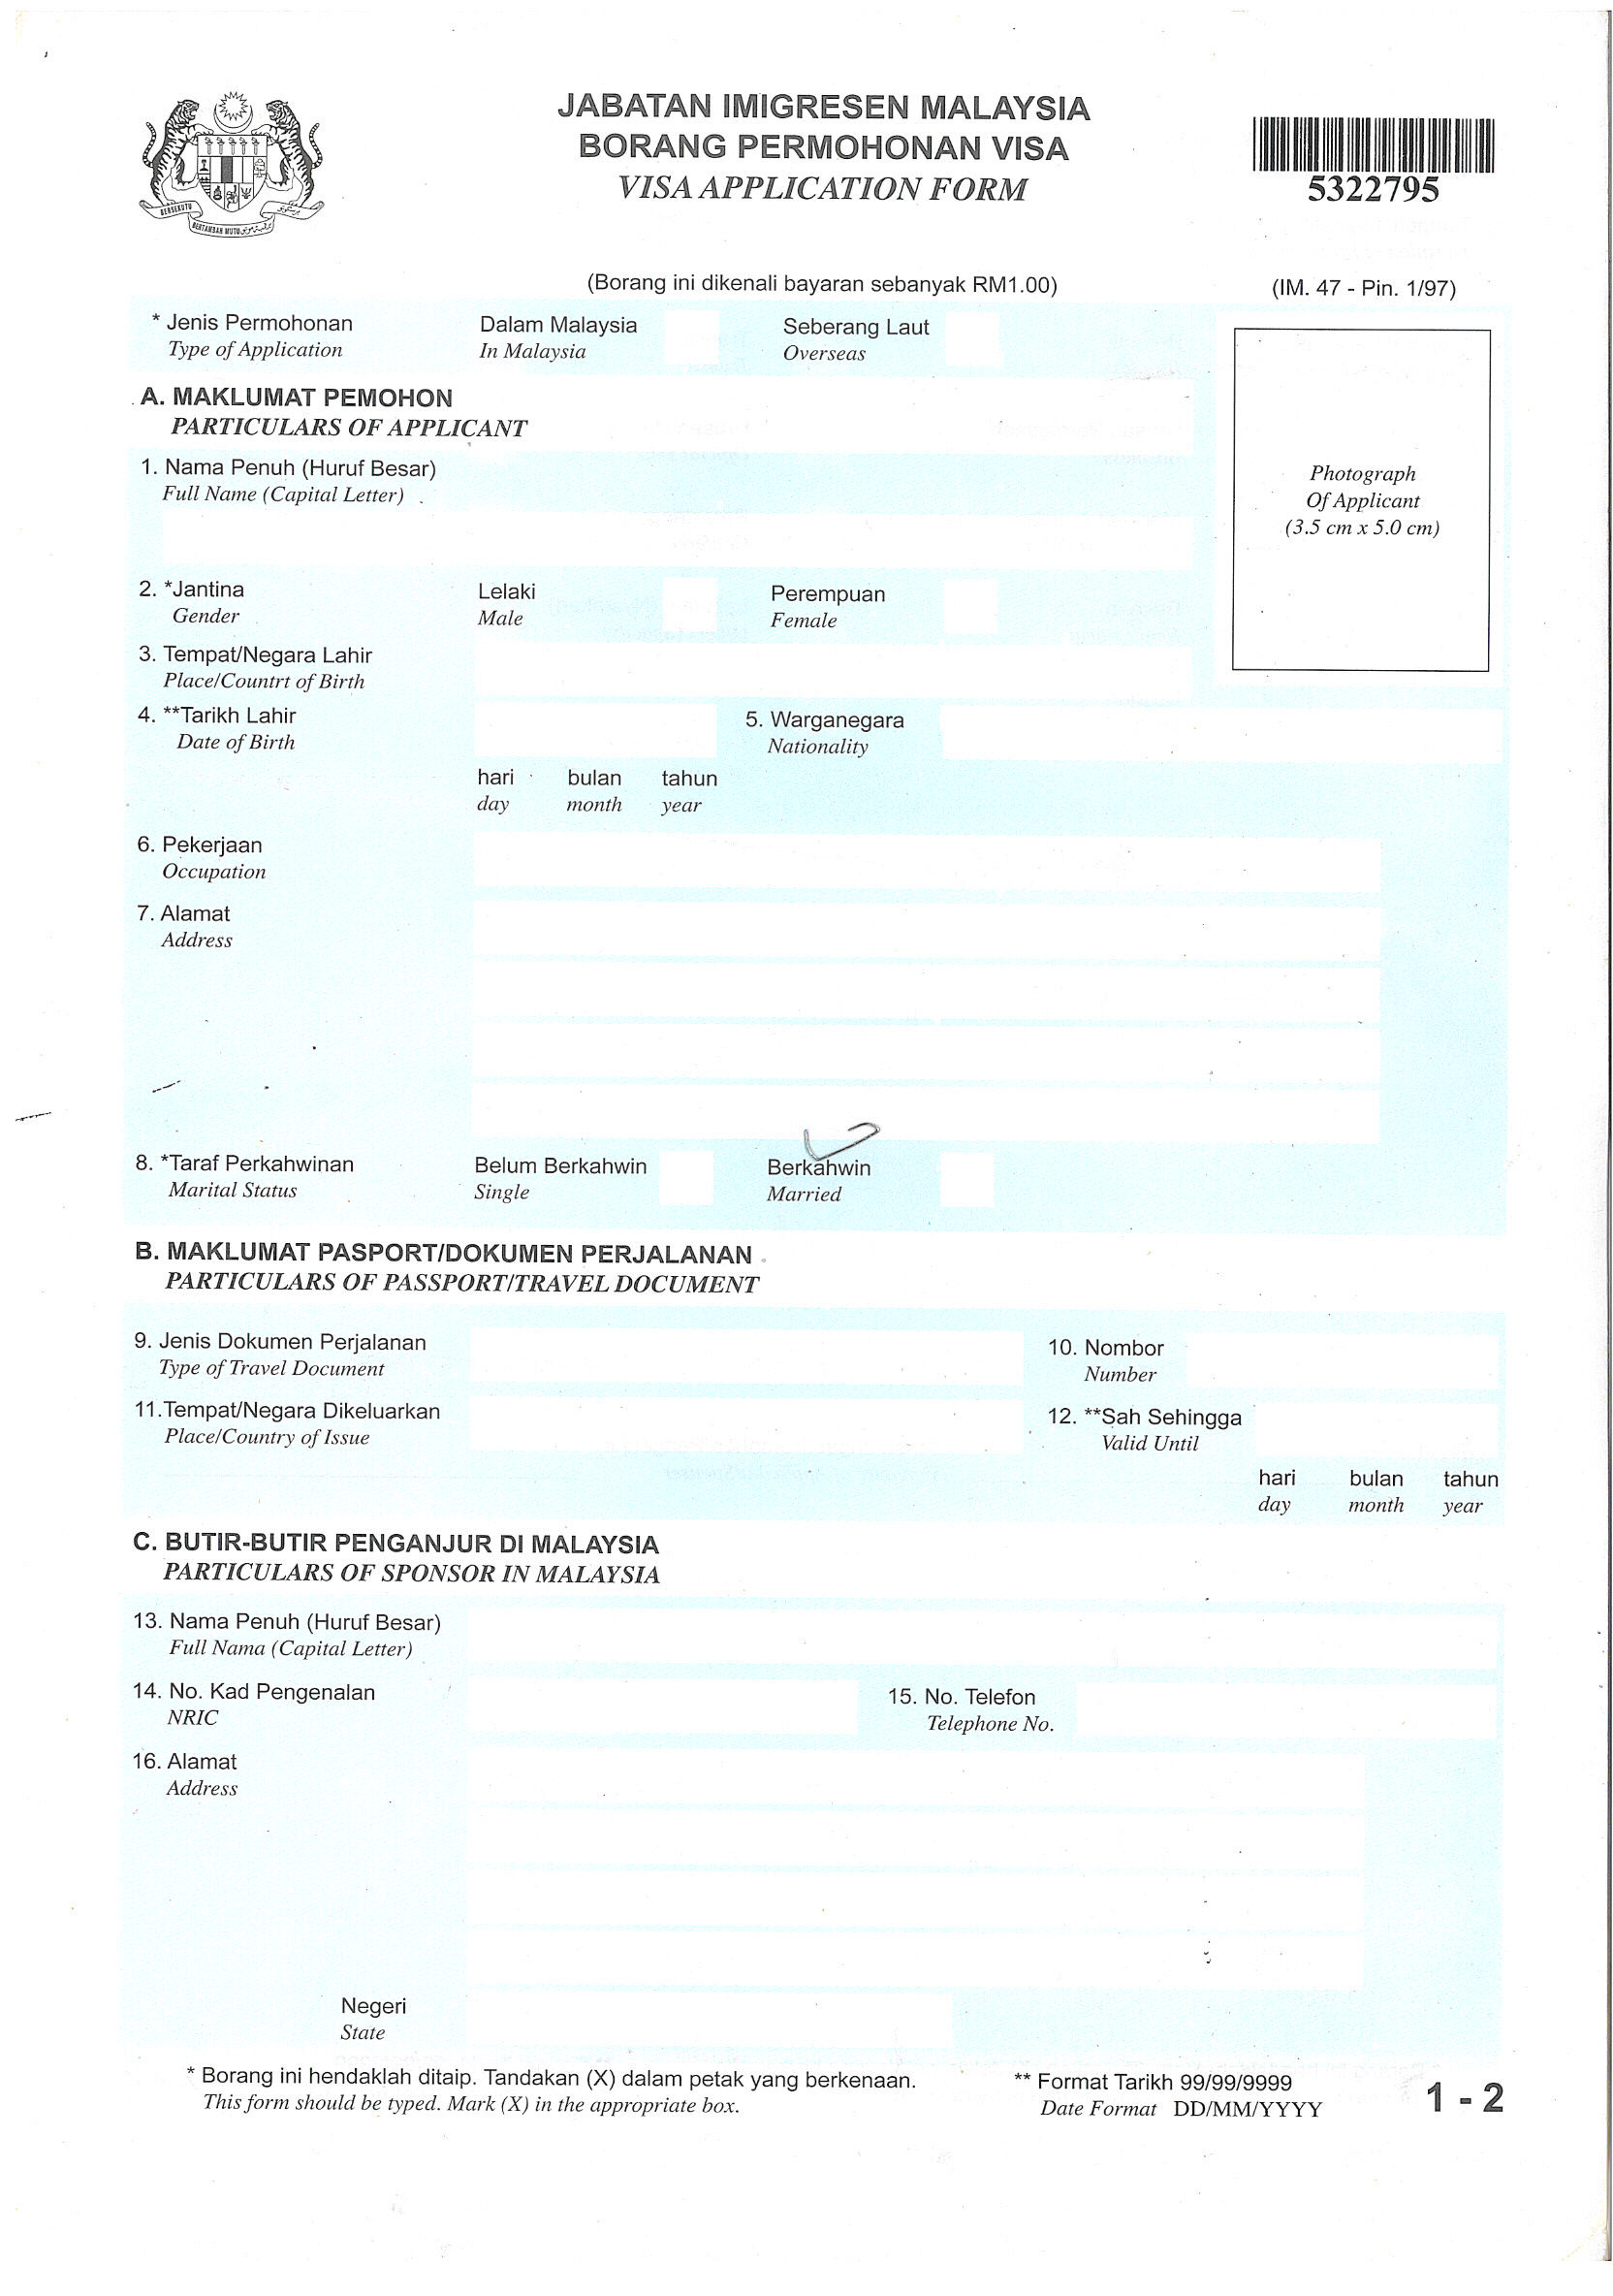 JABATAN IMIGRESEN MALAYSIA
BORANG PERMOHONAN VISA
VISA APPLICATION FORM
5322795
BERSEKUTU
BERTAMBAH MUTU
(Borang ini dikenali bayaran sebanyak RM1.00)
(IM. 47 - Pin. 1/97)
* Jenis Permohonan Dalam Malaysia Seberang Laut
Type of Application In Malaysia Overseas
A. MAKLUMAT PEMOHON
PARTICULARS OF APPLICANT
Photograph
Of Applicant
(3.5 cm x 5.0 cm)
1. Nama Penuh (Huruf Besar)
Full Name (Capital Letter)
2. *Jantina Lelaki Perempuan
Gender Male Female
3. Tempat/Negara Lahir
Place/Countrt of Birth
4. **Tarikh Lahir 5. Warganegara
Date of Birth Nationality
hari bulan tahun
day month year
6. Pekerjaan
Occupation
7. Alamat
Address
8. *Taraf Perkahwinan Belum Berkahwin Berkahwin
Marital Status Single Married
B. MAKLUMAT PASPORT/DOKUMEN PERJALANAN
PARTICULARS OF PASSPORT/TRAVEL DOCUMENT
9. Jenis Dokumen Perjalanan 10. Nombor
Type of Travel Document Number
11.Tempat/Negara Dikeluarkan 12. **Sah Sehingga
Place/Country of Issue Valid Until
hari bulan tahun
day month year
C. BUTIR-BUTIR PENGANJUR DI MALAYSIA
PARTICULARS OF SPONSOR IN MALAYSIA
13. Nama Penuh (Huruf Besar)
Full Nama (Capital Letter)
14. No. Kad Pengenalan 15. No. Telefon
NRIC Telephone No.
16. Alamat
Address
Negeri
State
* Borang ini hendaklah ditaip. Tandakan (X) dalam petak yang berkenaan. ** Format Tarikh 99/99/9999
This form should be typed. Mark (X) in the appropriate box. Date Format DD/MM/YYYY
1 - 2